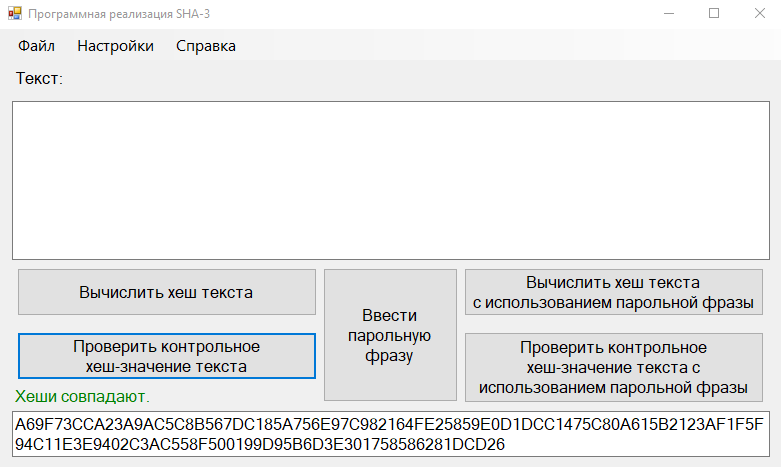 Программная реализация SHA-3
Файл Настройки Справка
Текст:
Вычислить хеш текста
Ввести
парольную
фразу
Вычислить хеш текста
с использованием парольной фразы
Проверить контрольное
хеш-значение текста
Проверить контрольное
хеш-значение текста с
использованием парольной фразы
Хеши совпадают.
A69F73CCA23A9AC5C8B567DC185A756E97C982164FE25859E0D1DCC1475C80A615B2123AF1F5F
94C11E3E9402C3AC558F500199D95B6D3E301758586281DCD26